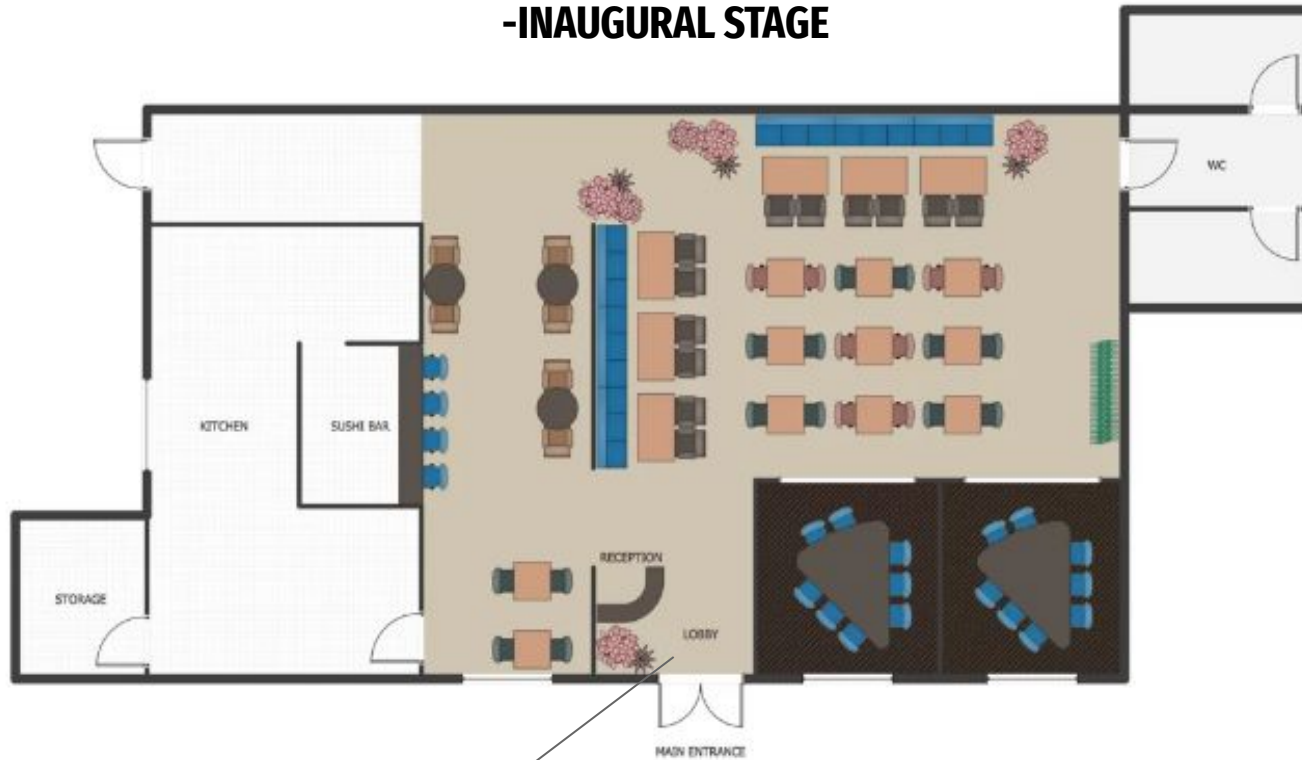 -INAUGURAL STAGE
WC
KITCHEN
SUSHI BAR
RECEPTION
STORAGE
LOBBY
MAIN ENTRANCE